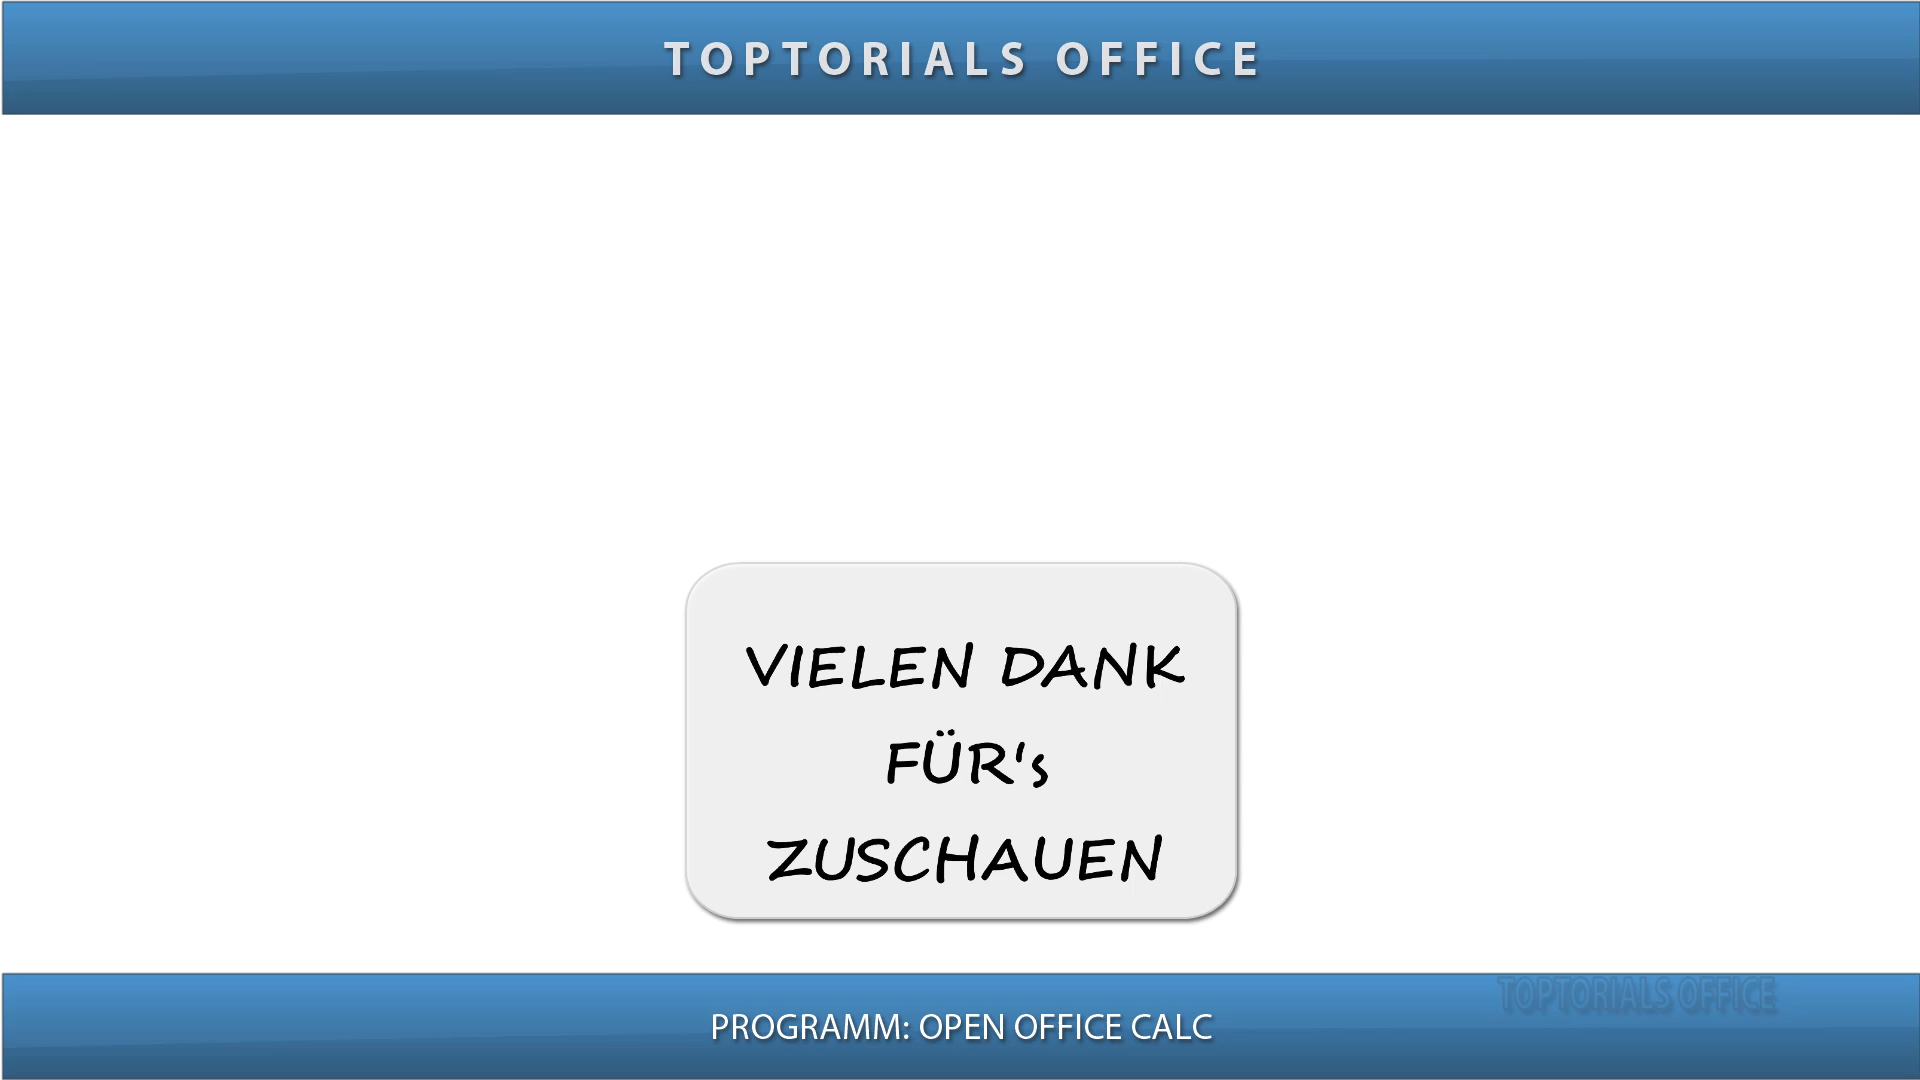 TOPTORIALS OFFICE
VIELEN DANK
FÜR's
ZUSCHAUEN
TOPTORIALS OFFICE
PROGRAMM: OPEN OFFICE CALC